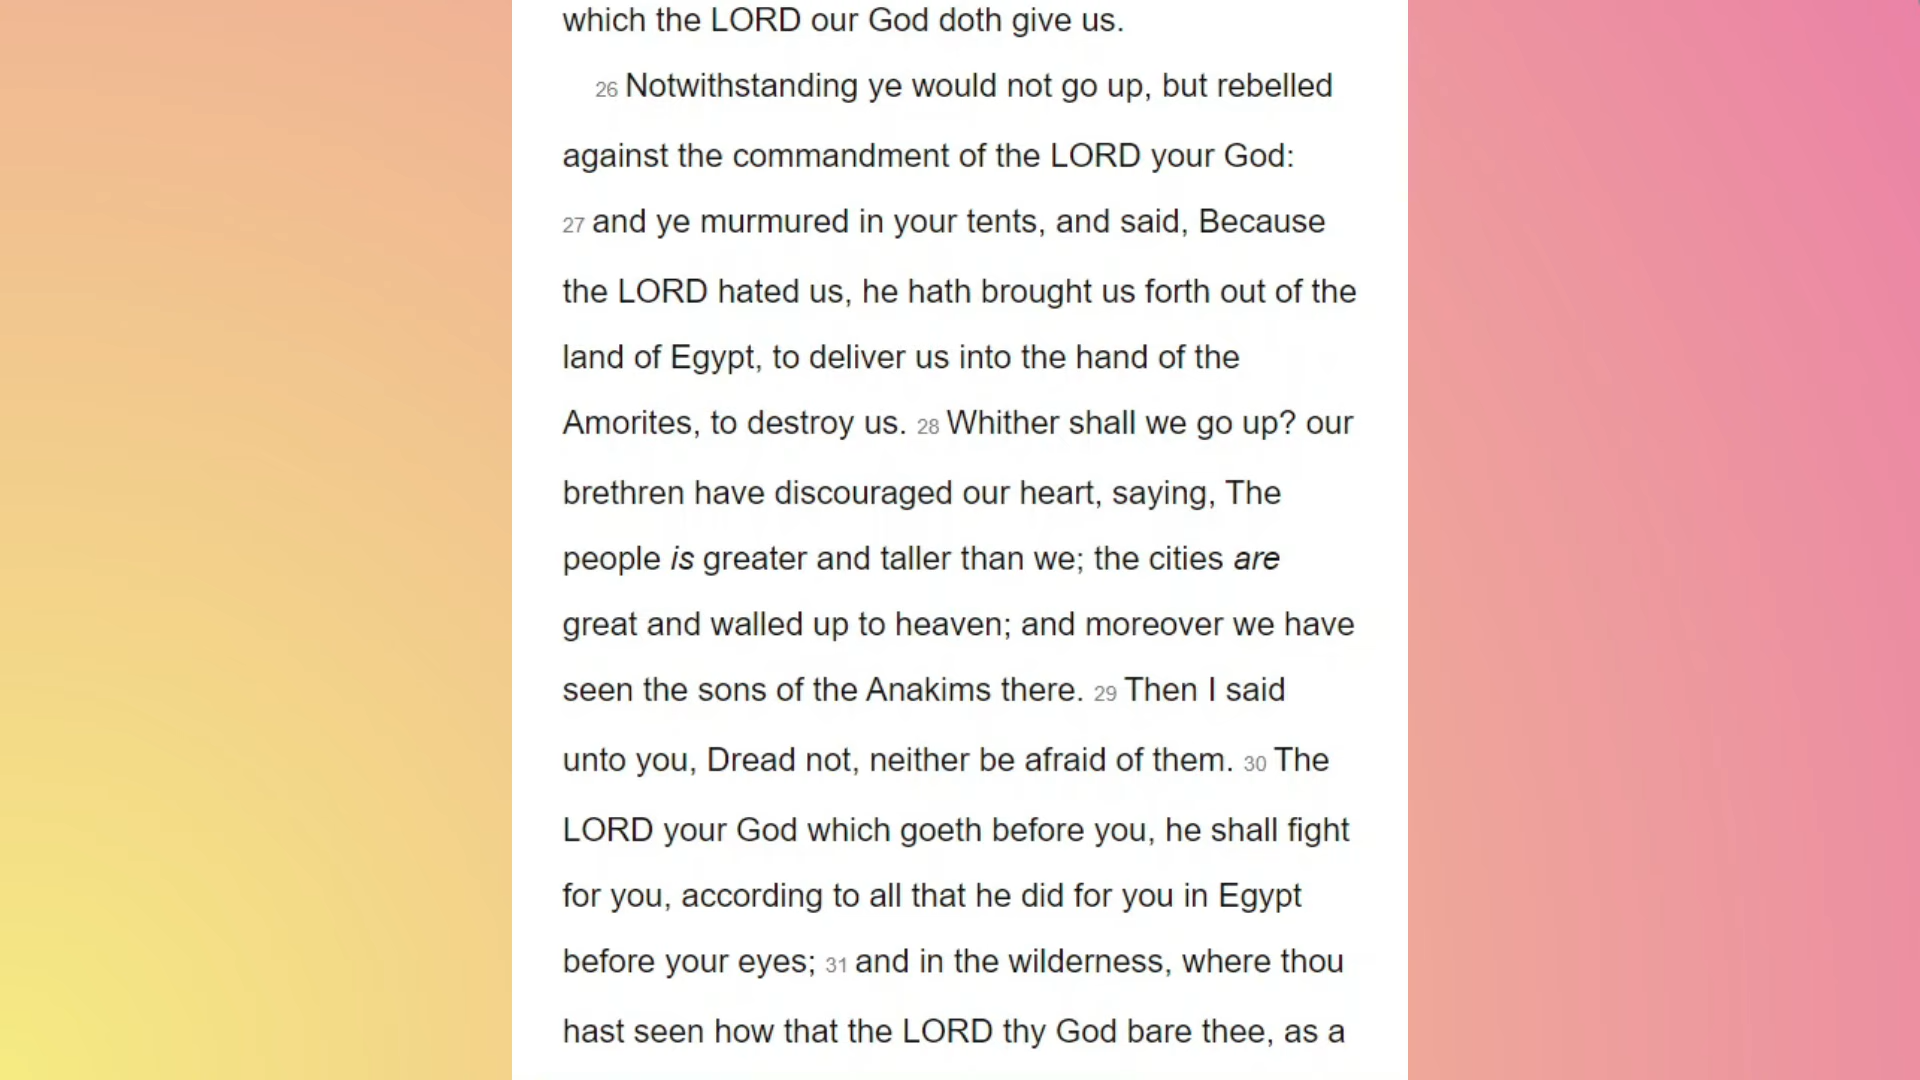 which the LORD our God doth give us.
26 Notwithstanding ye would not go up, but rebelled
against the commandment of the LORD your God:
27 and ye murmured in your tents, and said, Because
the LORD hated us, he hath brought us forth out of the
land of Egypt, to deliver us into the hand of the
Amorites, to destroy us. 28 Whither shall we go up? our
brethren have discouraged our heart, saying, The
people is greater and taller than we; the cities are
great and walled up to heaven; and moreover we have
seen the sons of the Anakims there. 29 Then I said
unto you, Dread not, neither be afraid of them. 30 The
LORD your God which goeth before you, he shall fight
for you, according to all that he did for you in Egypt
before your eyes; 31 and in the wilderness, where thou
hast seen how that the LORD thy God bare thee, as a